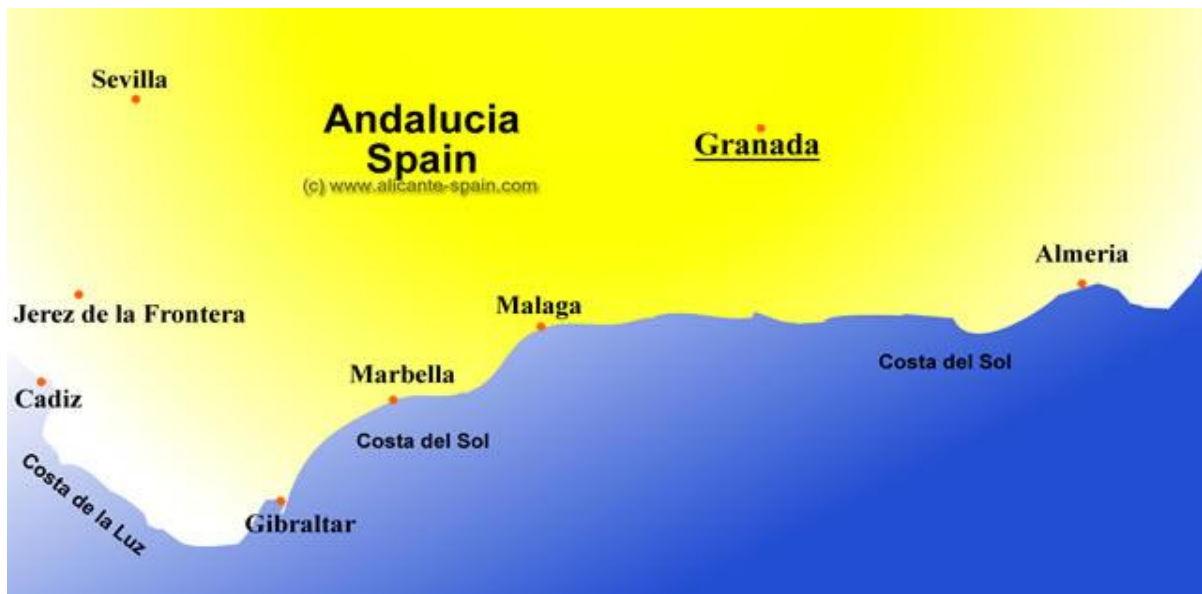 Sevilla
Andalucia
Spain
(c) www.alicante-spain.com
Granada
Almeria
Jerez de la Frontera
Malaga
Costa del Sol
Marbella
Cadiz
Costa del Sol
Costa de la Luz
Gibraltar